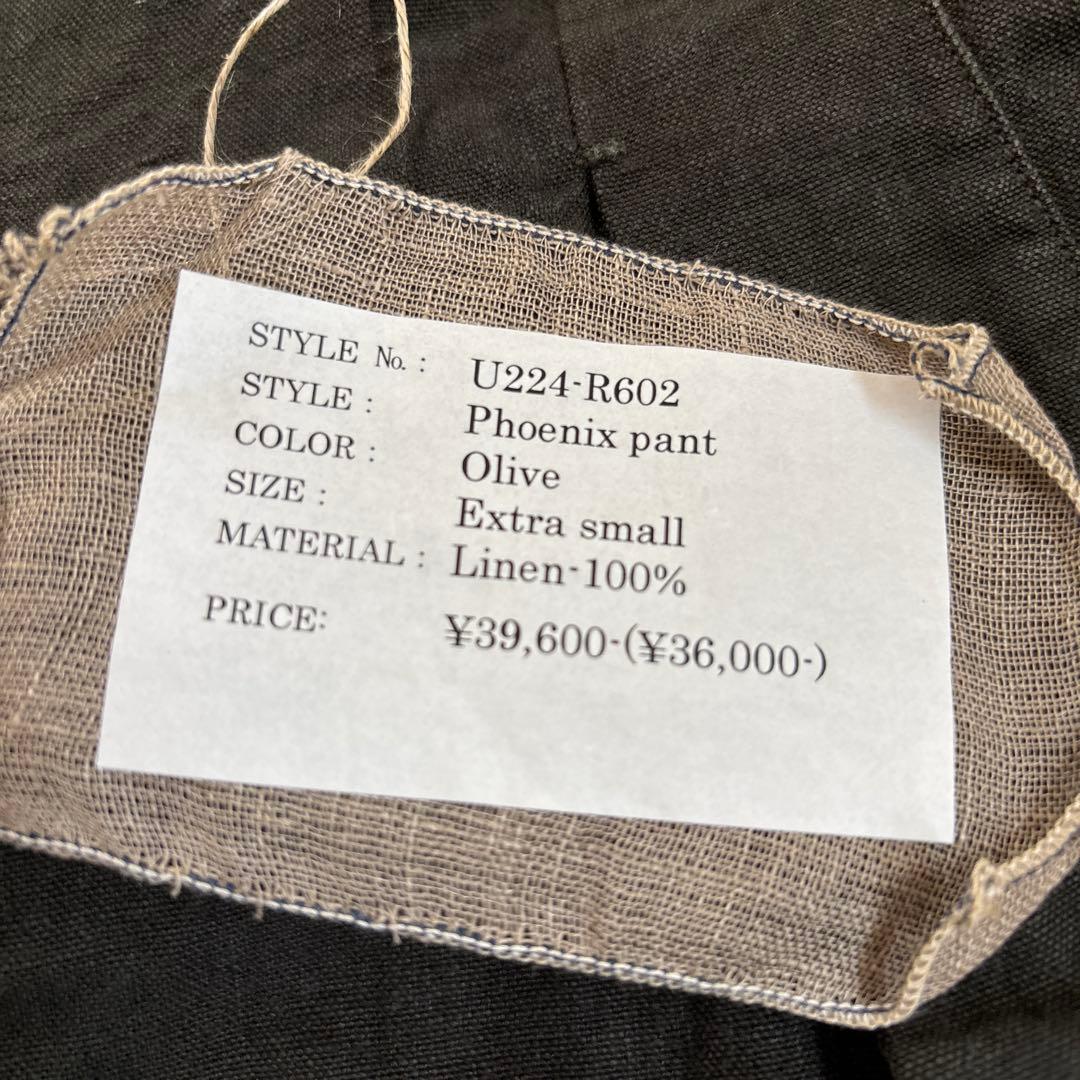 STYLE №. : U224-R602
STYLE : Phoenix pant
COLOR : Olive
SIZE : Extra small
MATERIAL : Linen-100%
PRICE: ¥39,600-(¥36,000-)